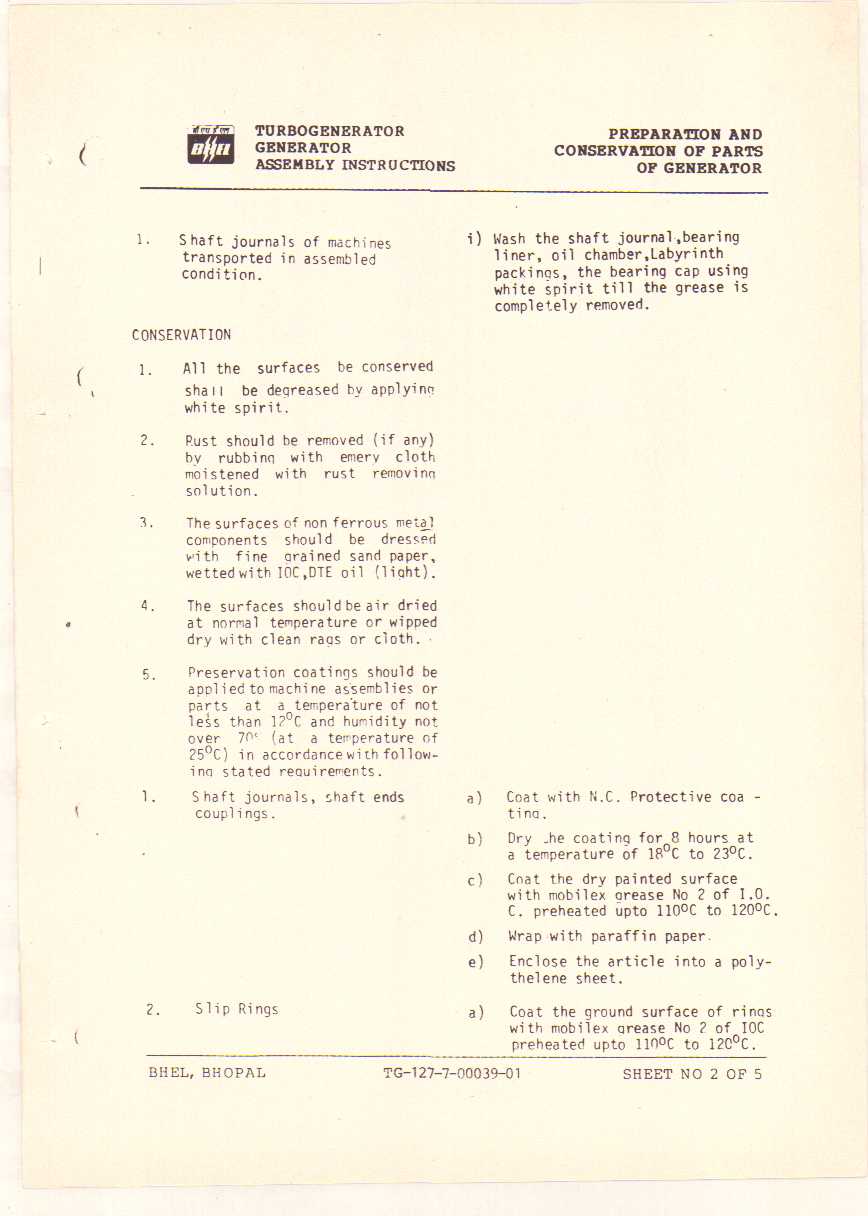 बी एच ई एल
BHEL
TURBOGENERATOR
GENERATOR
ASSEMBLY INSTRUCTIONS
PREPARATION AND
CONSERVATION OF PARTS
OF GENERATOR
1. Shaft journals of machines
transported in assembled
condition.
i) Wash the shaft journal,bearing
liner, oil chamber,Labyrinth
packings, the bearing cap using
white spirit till the grease is
completely removed.
CONSERVATION
1. All the surfaces be conserved
shall be degreased by applying
white spirit.
2. Rust should be removed (if any)
by rubbing with emery cloth
moistened with rust removing
solution.
3. The surfaces of non ferrous metal
components should be dressed
with fine grained sand paper,
wetted with IOC,DTE oil (light).
4. The surfaces should be air dried
at normal temperature or wipped
dry with clean rags or cloth.
5. Preservation coatings should be
applied to machine assemblies or
parts at a temperature of not
less than 12°C and humidity not
over 70% (at a temperature of
25°C) in accordance with follow-
ing stated requirements.
1. Shaft journals, shaft ends
couplings.
a) Coat with N.C. Protective coa -
ting.
b) Dry the coating for 8 hours at
a temperature of 18°C to 23°C.
c) Coat the dry painted surface
with mobilex grease No 2 of I.O.
C. preheated upto 110°C to 120°C.
d) Wrap with paraffin paper.
e) Enclose the article into a poly-
thelene sheet.
2. Slip Rings
a) Coat the ground surface of rings
with mobilex grease No 2 of IOC
preheated upto 110°C to 120°C.
BHEL, BHOPAL
TG-127-7-00039-01
SHEET NO 2 OF 5